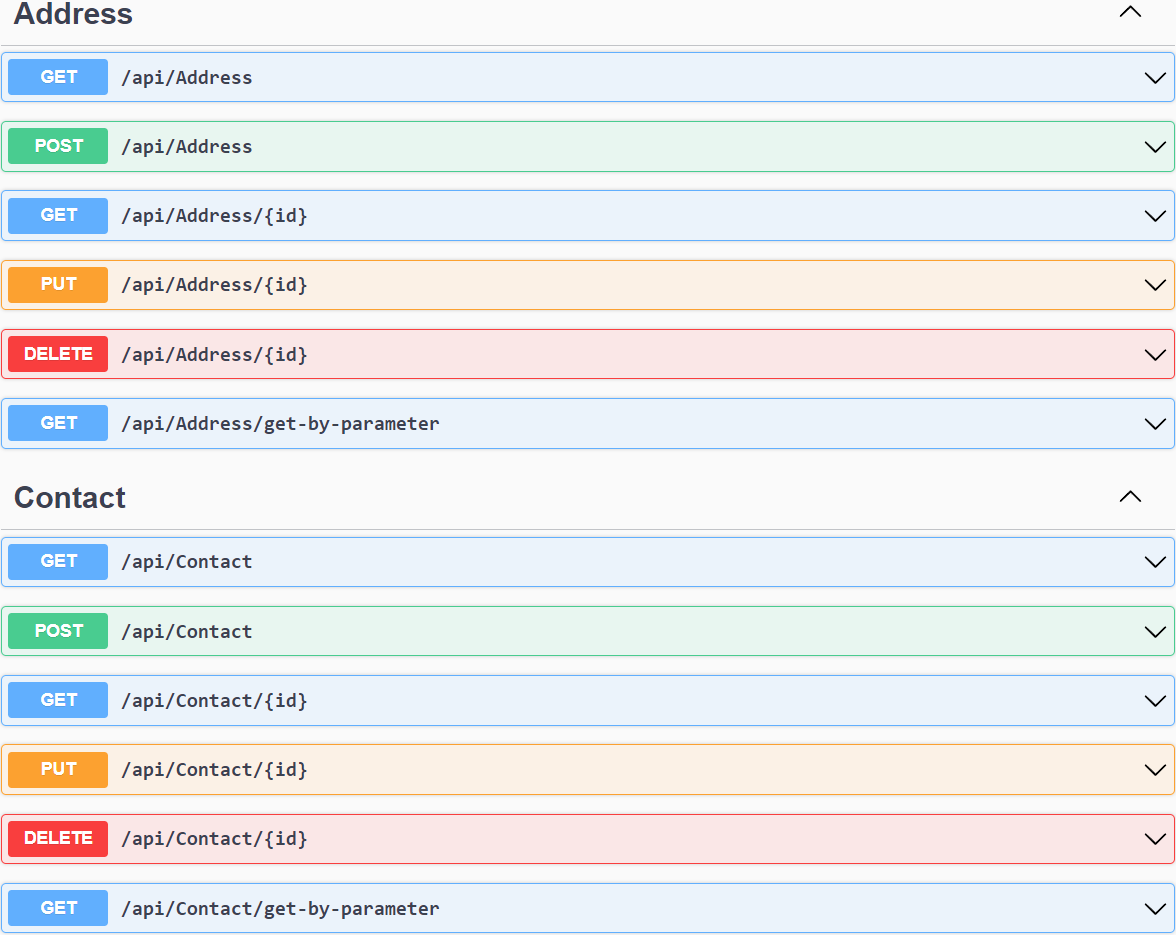 Address
GET /api/Address
POST /api/Address
GET /api/Address/{id}
PUT /api/Address/{id}
DELETE /api/Address/{id}
GET /api/Address/get-by-parameter
Contact
GET /api/Contact
POST /api/Contact
GET /api/Contact/{id}
PUT /api/Contact/{id}
DELETE /api/Contact/{id}
GET /api/Contact/get-by-parameter